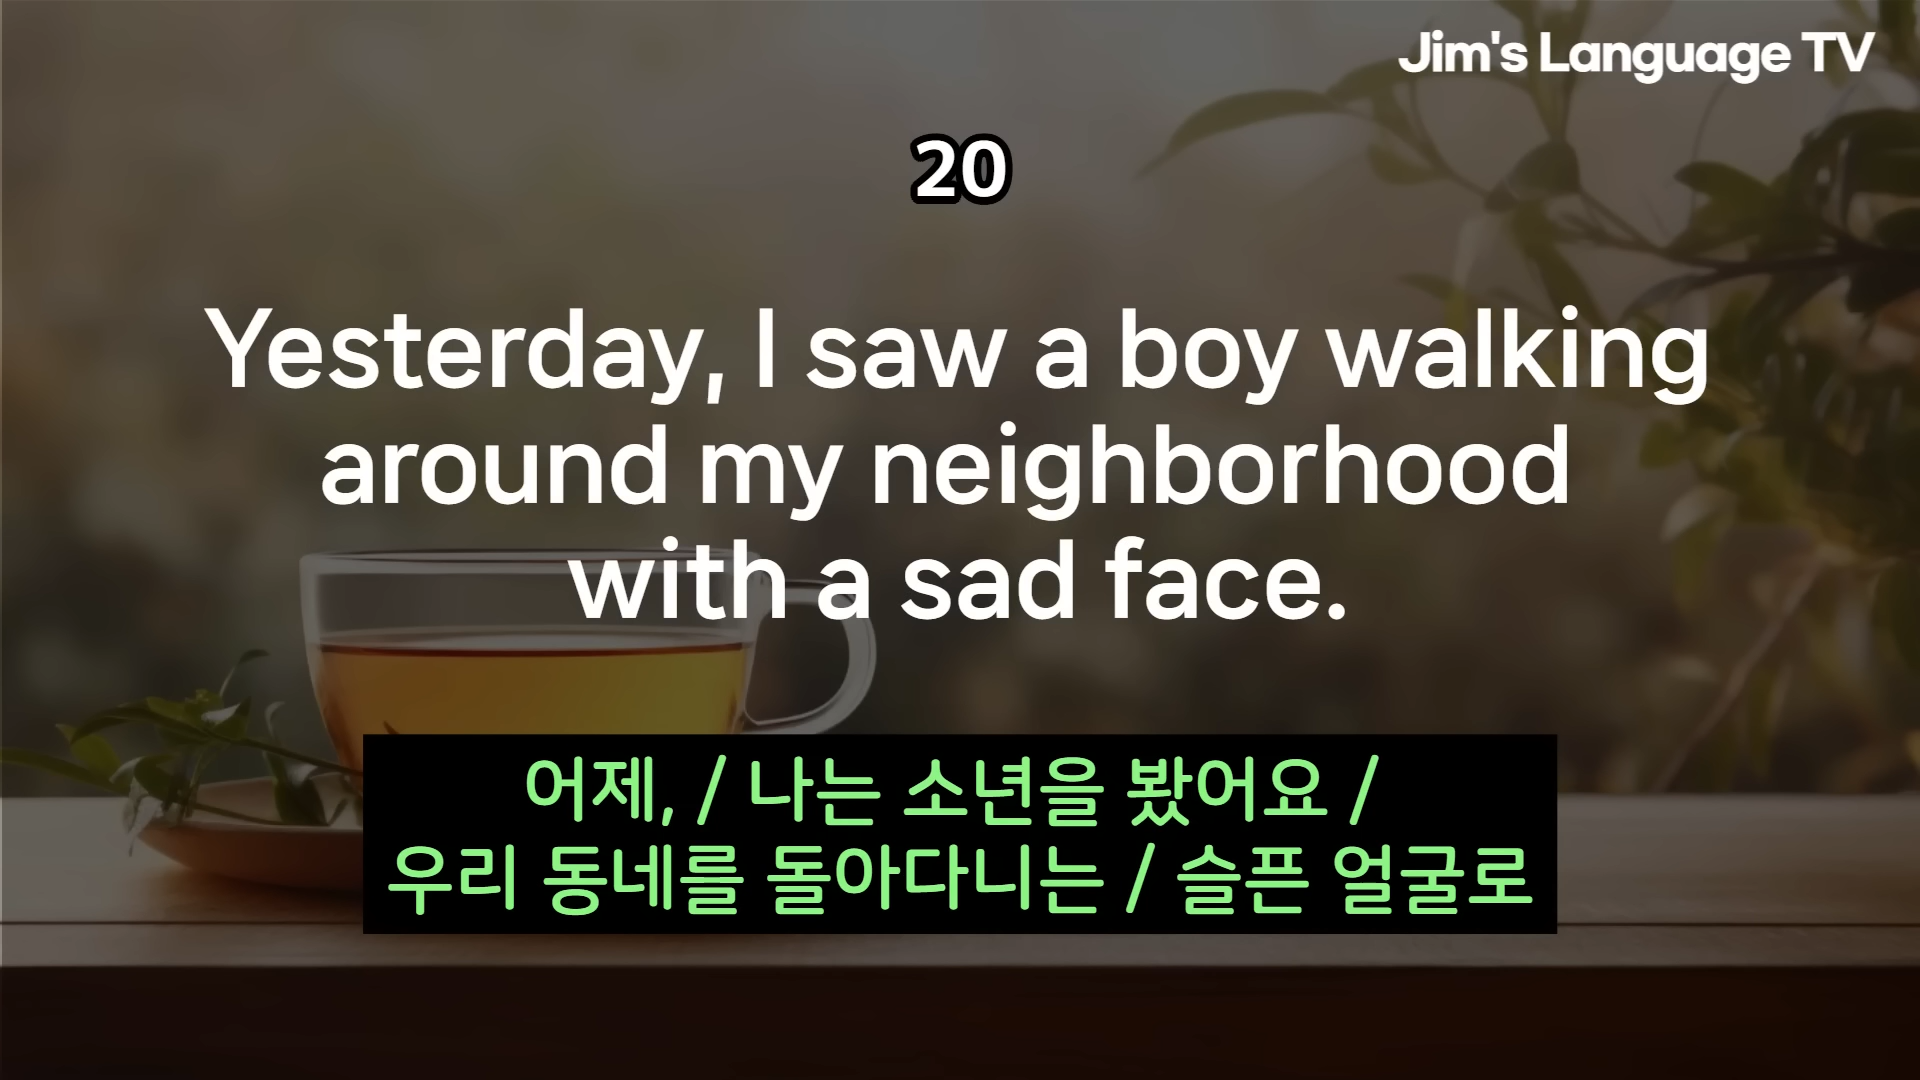 Jim's Language TV
20
Yesterday, I saw a boy walking
around my neighborhood
with a sad face.
어제, / 나는 소년을 봤어요 /
우리 동네를 돌아다니는 / 슬픈 얼굴로